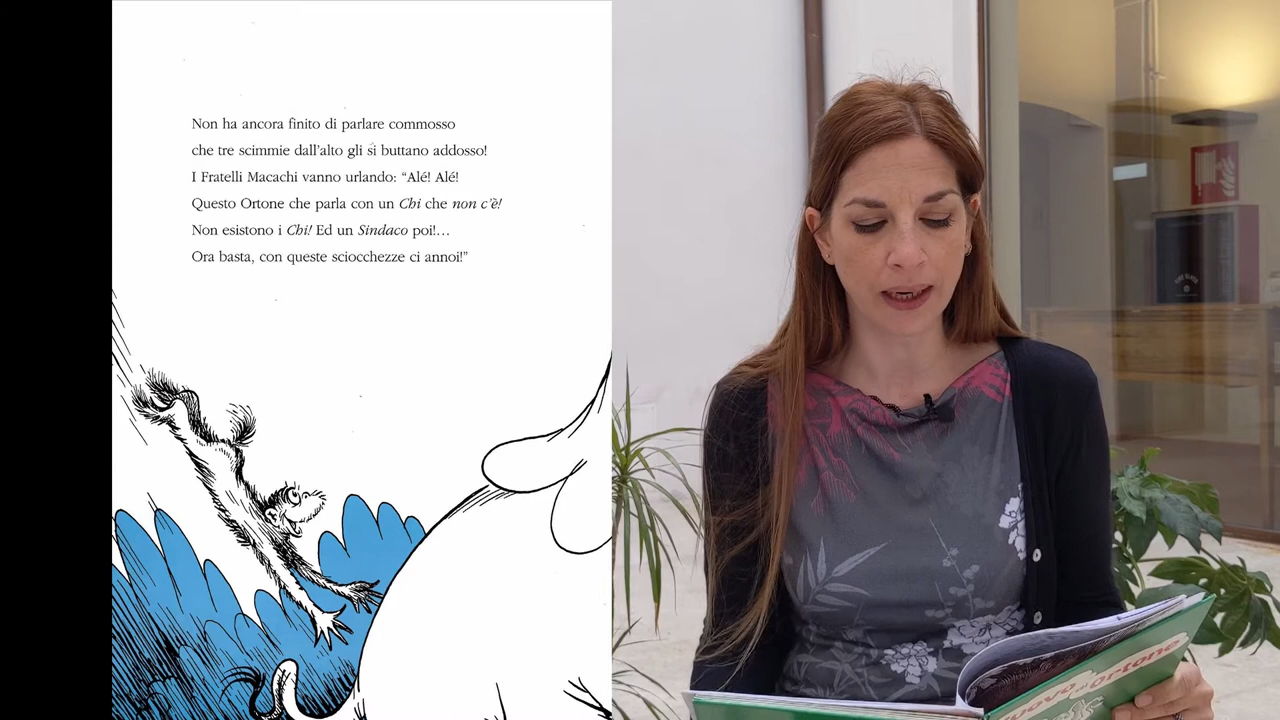 Non ha ancora finito di parlare commosso
che tre scimmie dall'alto gli si buttano addosso!
I Fratelli Macachi vanno urlando: “Alé! Alé!
Questo Ortone che parla con un Chi che non c'è!
Non esistono i Chi! Ed un Sindaco poi!...
Ora basta, con queste sciocchezze ci annoi!”
uovo
Ortone